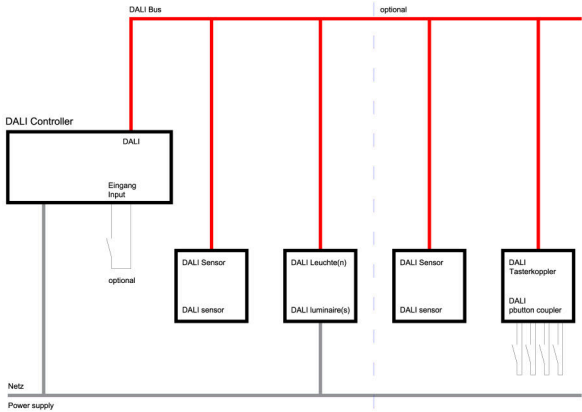 DALI Bus
optional
DALI Controller
DALI
Eingang
Input
optional
DALI Sensor
DALI sensor
DALI Leuchte(n)
DALI luminaire(s)
DALI Sensor
DALI sensor
DALI
Tasterkoppler
DALI
pbutton coupler
Netz
Power supply